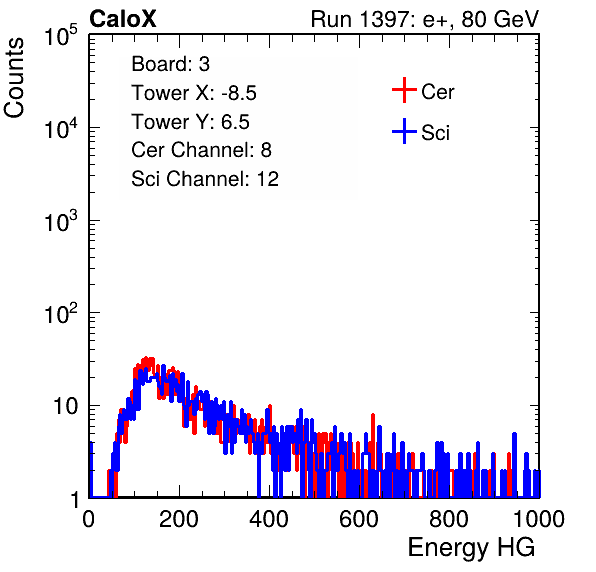 CaloX Run 1397: e+, 80 GeV
Counts
Board: 3
Tower X: -8.5
Tower Y: 6.5
Cer Channel: 8
Sci Channel: 12
Cer
Sci
10^5
10^4
10^3
10^2
10
1
0 200 400 600 800 1000
Energy HG